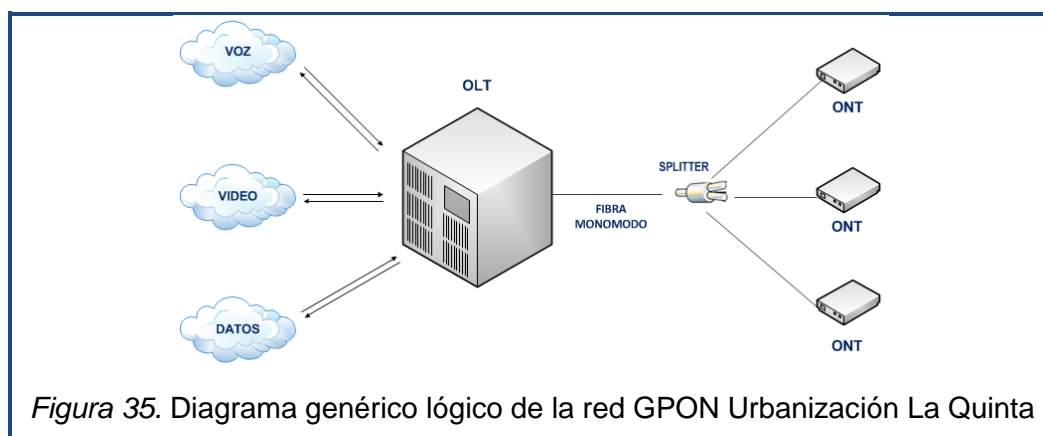 VOZ
OLT
ONT
SPLITTER
VIDEO
FIBRA
MONOMODO
ONT
DATOS
ONT
Figura 35. Diagrama genérico lógico de la red GPON Urbanización La Quinta